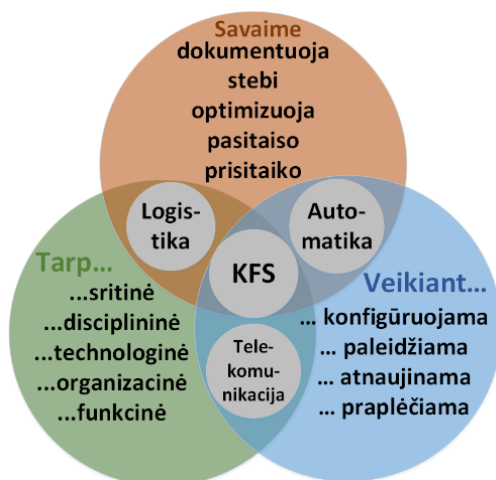 Savaime
dokumentuoja
stebi
optimizuoja
pasitaiso
prisitaiko
Logis-
tika
Auto-
matika
KFS
Tarp...
...sritinė
...disciplininė
...technologinė
...organizacinė
...funkcinė
Veikiant...
... konfigūruojama
... paleidžiama
... atnaujinama
... praplėčiama
Tele-
komu-
nikacija